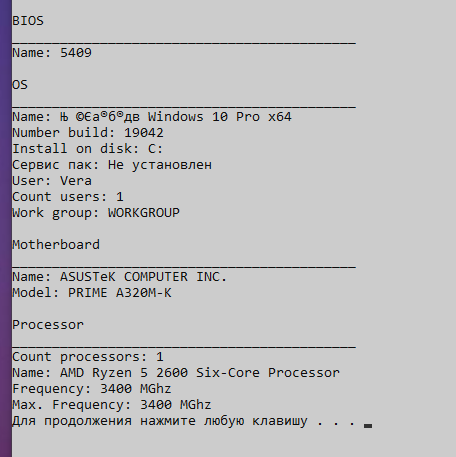 BIOS
Name: 5409
OS
Name: Њ ©Єа®б®дв Windows 10 Pro x64
Number build: 19042
Install on disk: C:
Сервис пак: Не установлен
User: Vera
Count users: 1
Work group: WORKGROUP
Motherboard
Name: ASUSTeK COMPUTER INC.
Model: PRIME A320M-K
Processor
Count processors: 1
Name: AMD Ryzen 5 2600 Six-Core Processor
Frequency: 3400 MGhz
Max. Frequency: 3400 MGhz
Для продолжения нажмите любую клавишу . . .